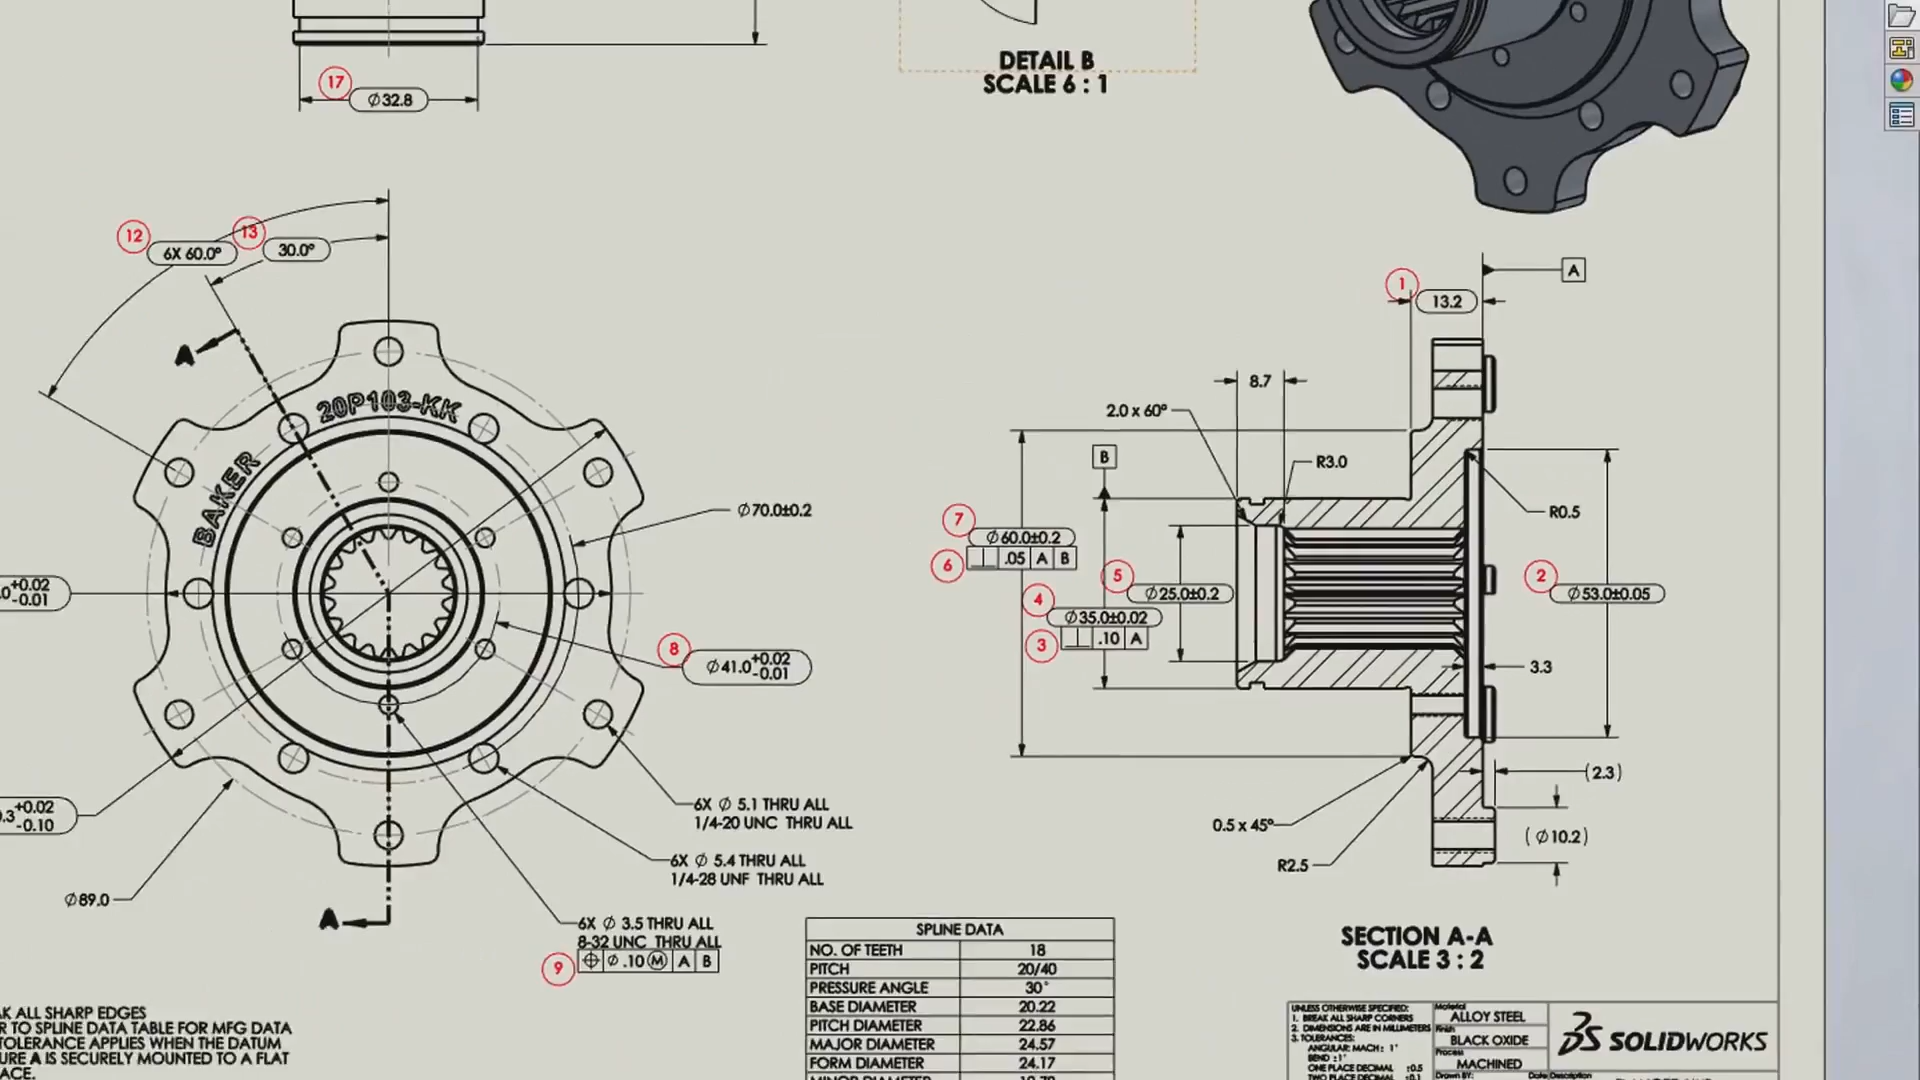 DETAIL B
SCALE 6 : 1
17
Ø32.8
12
6X 60.0°
13
30.0°
A
20P103-KK
BAKER
Ø70.0±0.2
+0.02
-0.01
8
Ø41.0 +0.02
-0.01
+0.02
-0.10
Ø89.0
A
6X Ø 5.1 THRU ALL
1/4-20 UNC THRU ALL
6X Ø 5.4 THRU ALL
1/4-28 UNF THRU ALL
6X Ø 3.5 THRU ALL
8-32 UNC THRU ALL
9
⌖ Ø .10 Ⓜ A B
1
13.2
A
8.7
2.0 x 60°
B
R3.0
R0.5
7
Ø60.0±0.2
6
⟂ .05 A B
5
Ø25.0±0.2
4
Ø35.0±0.02
3
⟂ .10 A
2
Ø53.0±0.05
3.3
(2.3)
0.5 x 45°
(Ø10.2)
R2.5
SECTION A-A
SCALE 3 : 2
SPLINE DATA
NO. OF TEETH 18
PITCH 20/40
PRESSURE ANGLE 30°
BASE DIAMETER 20.22
PITCH DIAMETER 22.86
MAJOR DIAMETER 24.57
FORM DIAMETER 24.17
ALL SHARP EDGES
TO SPLINE DATA TABLE FOR MFG DATA
TOLERANCE APPLIES WHEN THE DATUM
A IS SECURELY MOUNTED TO A FLAT
UNLESS OTHERWISE SPECIFIED:
1. BREAK ALL SHARP CORNERS
2. DIMENSIONS ARE IN MILLIMETERS
3. TOLERANCES:
ANGULAR: MACH± 1°
BEND ±1°
ONE PLACE DECIMAL ±0.5
TWO PLACE DECIMAL ±0.1
Material
ALLOY STEEL
Finish
BLACK OXIDE
Process
MACHINED
Drawn BY:
Date
Description
SOLIDWORKS